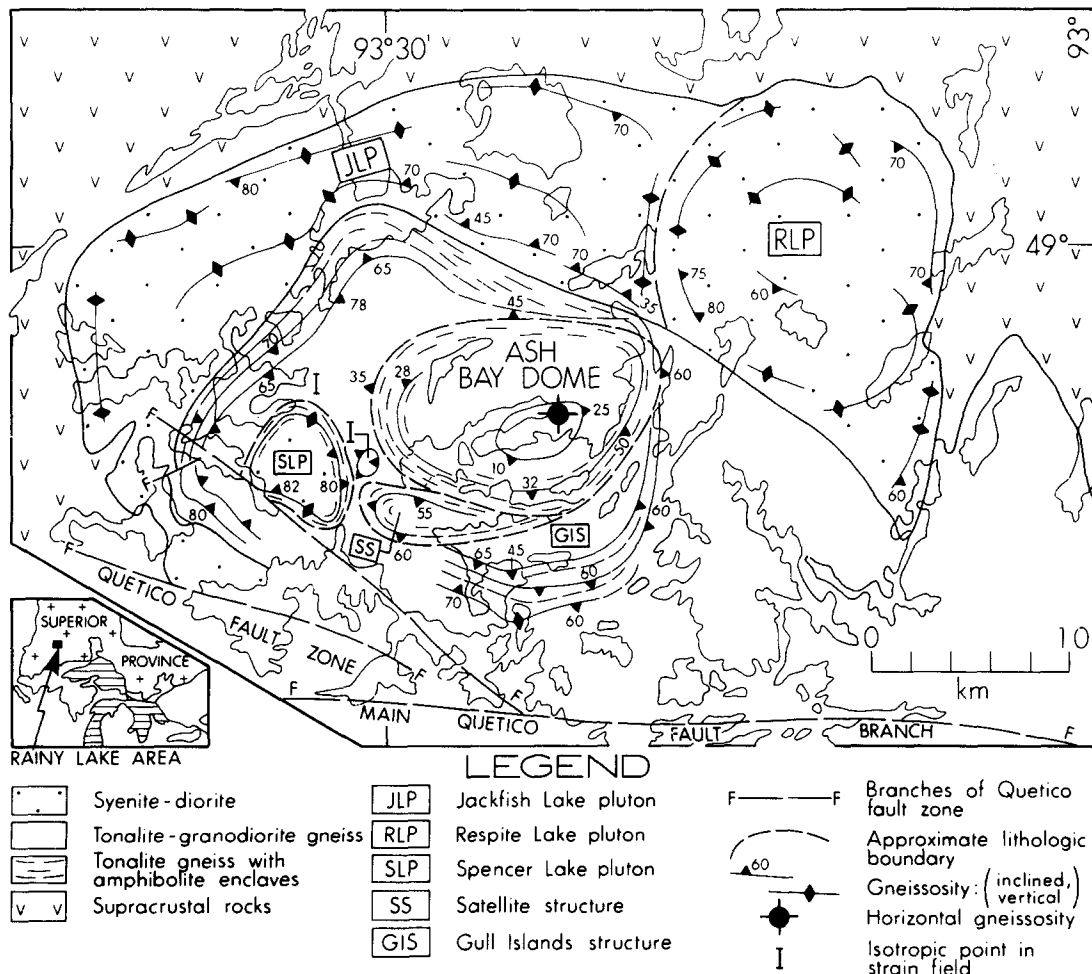 93°30'
93°
70
JLP
80
70
70
45
RLP
49°
70
65
70
75
70
78
35
60
80
45
ASH
BAY DOME
70
28
35
60
65
I
25
F
I
50
SLP
10
F
82
80
32
55
60
80
GIS
SS
60
60
65
45
F
60
70
QUETICO
60
FAULT
SUPERIOR
0
10
PROVINCE
ZONE
F
km
F
F
MAIN QUETICO FAULT BRANCH
F
RAINY LAKE AREA
LEGEND
Syenite-diorite
Tonalite-granodiorite gneiss
Tonalite gneiss with
amphibolite enclaves
V V Supracrustal rocks
JLP Jackfish Lake pluton
RLP Respite Lake pluton
SLP Spencer Lake pluton
SS Satellite structure
GIS Gull Islands structure
F F Branches of Quetico
fault zone
Approximate lithologic
boundary
60
Gneissosity: (inclined,
vertical)
Horizontal gneissosity
I Isotropic point in
strain field